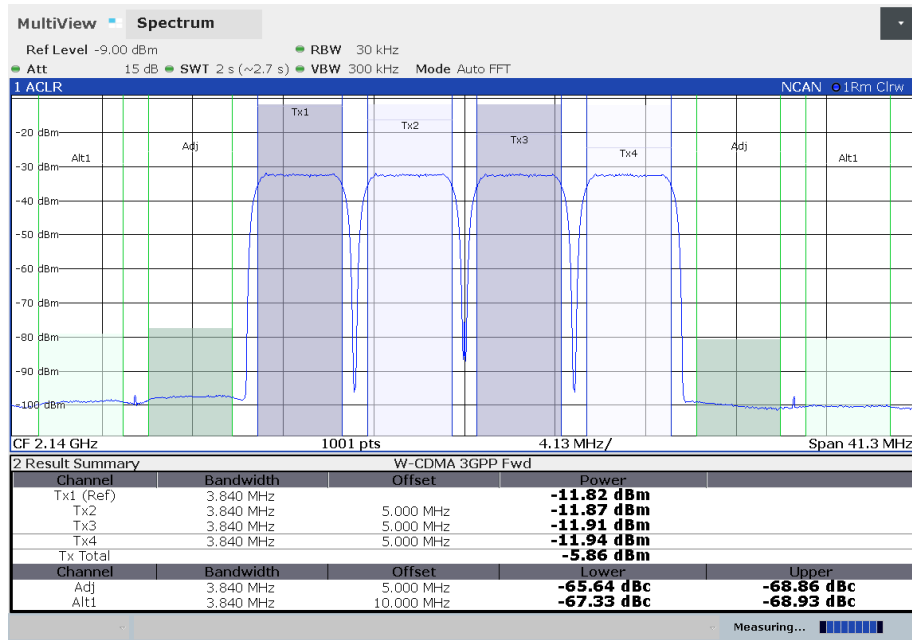 MultiView Spectrum
Ref Level -9.00 dBm RBW 30 kHz
Att 15 dB SWT 2 s (~2.7 s) VBW 300 kHz Mode Auto FFT
1 ACLR NCAN 1Rm Clrw
Tx1
Tx2
-20 dBm
Tx3
Adj Adj
Tx4
Alt1 Alt1
-30 dBm
-40 dBm
-50 dBm
-60 dBm
-70 dBm
-80 dBm
-90 dBm
-100 dBm
CF 2.14 GHz 1001 pts 4.13 MHz/ Span 41.3 MHz
2 Result Summary W-CDMA 3GPP Fwd
Channel Bandwidth Offset Power
Tx1 (Ref) 3.840 MHz -11.82 dBm
Tx2 3.840 MHz 5.000 MHz -11.87 dBm
Tx3 3.840 MHz 5.000 MHz -11.91 dBm
Tx4 3.840 MHz 5.000 MHz -11.94 dBm
Tx Total -5.86 dBm
Channel Bandwidth Offset Lower Upper
Adj 3.840 MHz 5.000 MHz -65.64 dBc -68.86 dBc
Alt1 3.840 MHz 10.000 MHz -67.33 dBc -68.93 dBc
Measuring...